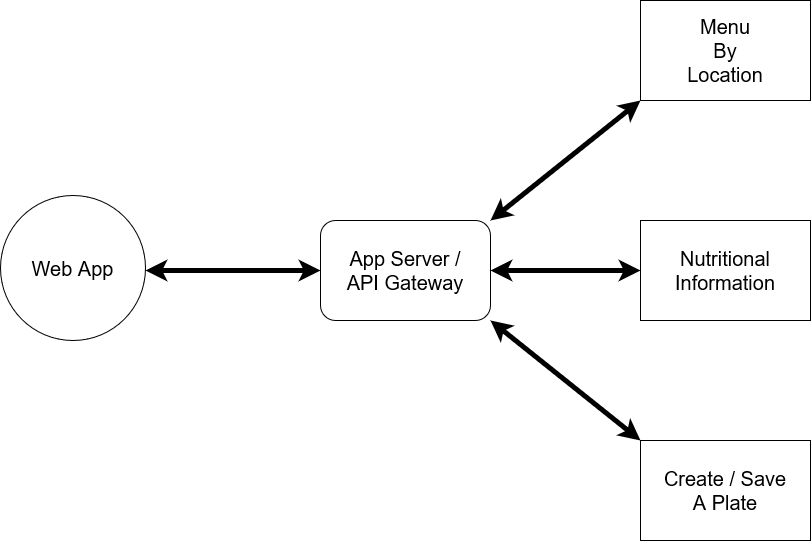 Menu
By
Location
Web App
App Server /
API Gateway
Nutritional
Information
Create / Save
A Plate